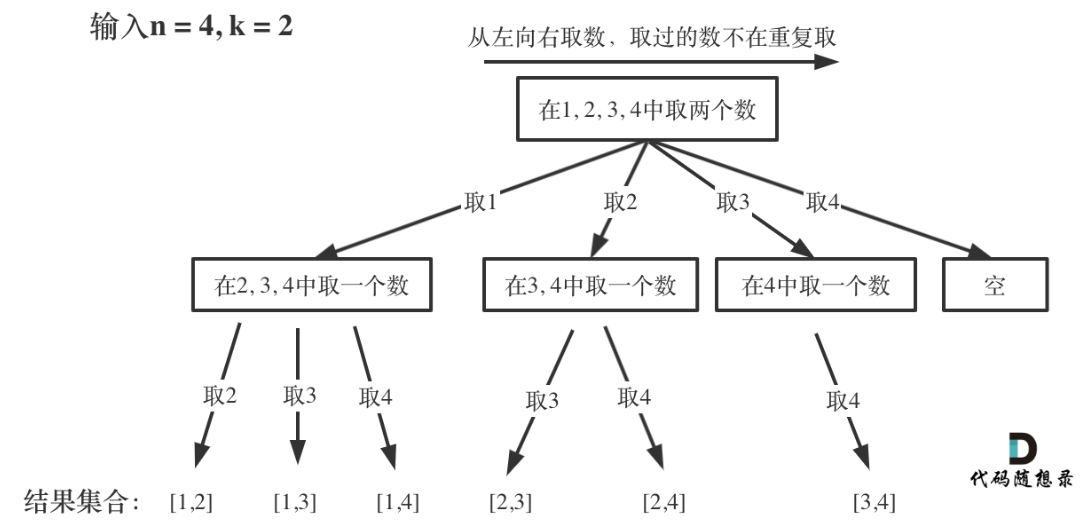 输入n = 4, k = 2
从左向右取数，取过的数不在重复取
在1, 2, 3, 4中取两个数
取1 取2 取3 取4
在2, 3, 4中取一个数 在3, 4中取一个数 在4中取一个数 空
取2 取3 取4 取3 取4 取4
代码随想录
结果集合： [1,2] [1,3] [1,4] [2,3] [2,4] [3,4]